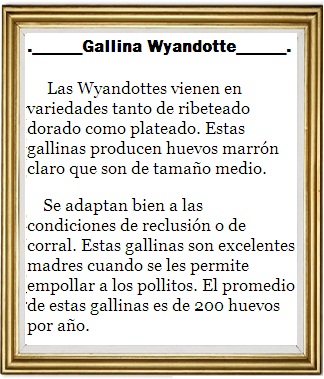 ._____Gallina Wyandotte_____.
Las Wyandottes vienen en
variedades tanto de ribeteado
dorado como plateado. Estas
gallinas producen huevos marrón
claro que son de tamaño medio.
Se adaptan bien a las
condiciones de reclusión o de
corral. Estas gallinas son excelentes
madres cuando se les permite
empollar a los pollitos. El promedio
de estas gallinas es de 200 huevos
por año.